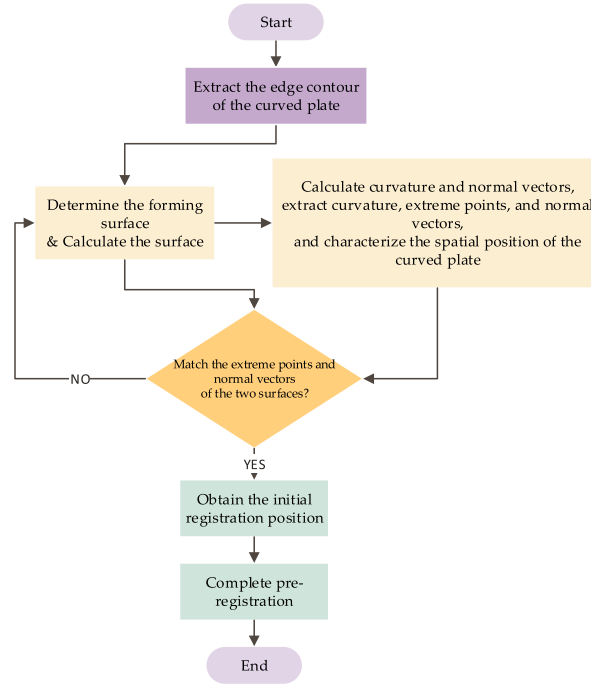 Start
Extract the edge contour
of the curved plate
Determine the forming
surface
& Calculate the surface
Calculate curvature and normal vectors,
extract curvature, extreme points, and normal
vectors,
and characterize the spatial position of the
curved plate
Match the extreme points and
normal vectors
of the two surfaces?
NO
YES
Obtain the initial
registration position
Complete pre-
registration
End